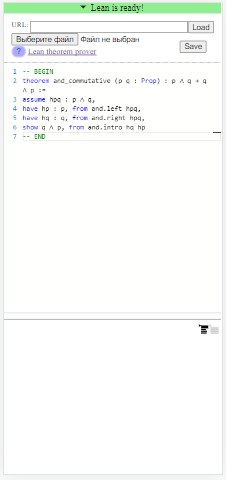 Lean is ready!
URL: Load
Выберите файл Файл не выбран
? Lean theorem prover
Save
1 -- BEGIN
2 theorem and_commutative (p q : Prop) : p ∧ q → q
∧ p :=
3 assume hpq : p ∧ q,
4 have hp : p, from and.left hpq,
5 have hq : q, from and.right hpq,
6 show q ∧ p, from and.intro hq hp
7 -- END